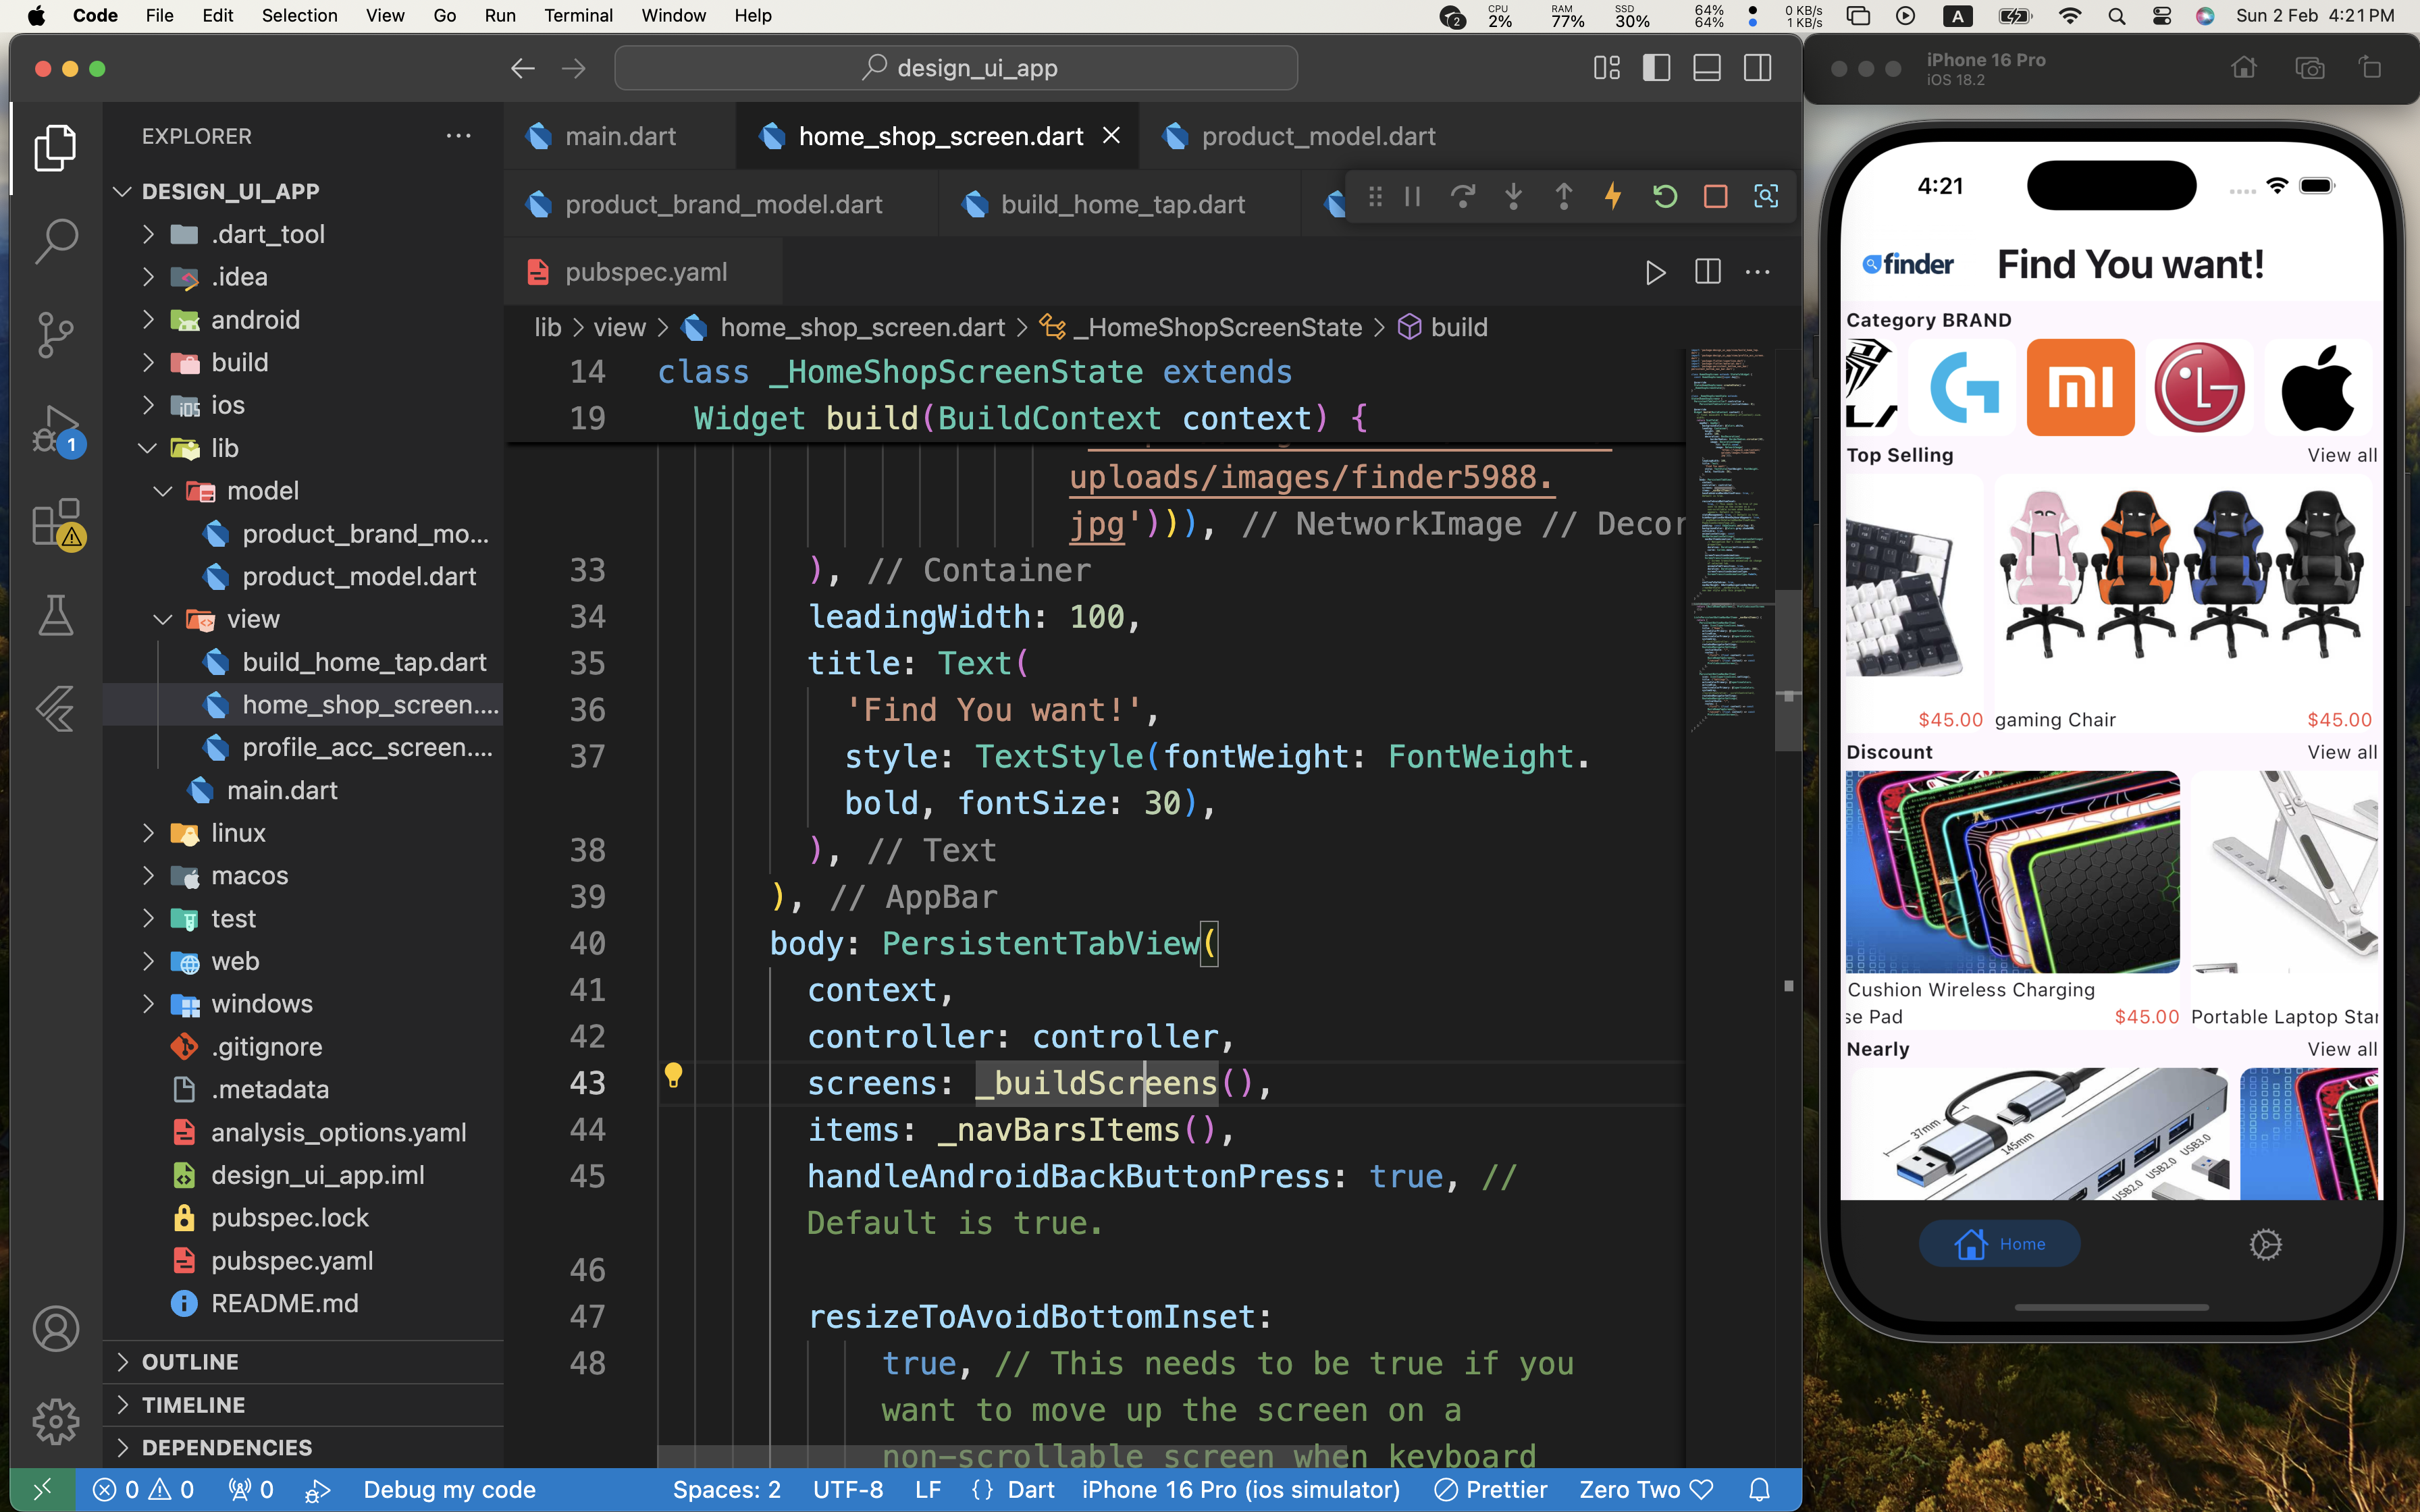 Code File Edit Selection View Go Run Terminal Window Help
2 CPU 2% RAM 77% SSD 30% 64% 64% 0 KB/s 1 KB/s A Sun 2 Feb 4:21 PM
design_ui_app
EXPLORER
DESIGN_UI_APP
.dart_tool
.idea
android
build
ios
lib
model
product_brand_mo...
product_model.dart
view
build_home_tap.dart
home_shop_screen....
profile_acc_screen....
main.dart
linux
macos
test
web
windows
.gitignore
.metadata
analysis_options.yaml
design_ui_app.iml
pubspec.lock
pubspec.yaml
README.md
OUTLINE
TIMELINE
DEPENDENCIES
1
main.dart home_shop_screen.dart product_model.dart
product_brand_model.dart build_home_tap.dart
pubspec.yaml
lib > view > home_shop_screen.dart > _HomeShopScreenState > build
14 class _HomeShopScreenState extends
19 Widget build(BuildContext context) {
uploads/images/finder5988.
jpg'))), // NetworkImage // Decor
33 ), // Container
34 leadingWidth: 100,
35 title: Text(
36 'Find You want!',
37 style: TextStyle(fontWeight: FontWeight.
bold, fontSize: 30),
38 ), // Text
39 ), // AppBar
40 body: PersistentTabView(
41 context,
42 controller: controller,
43 screens: _buildScreens(),
44 items: _navBarsItems(),
45 handleAndroidBackButtonPress: true, //
Default is true.
46
47 resizeToAvoidBottomInset:
48 true, // This needs to be true if you
want to move up the screen on a
non-scrollable screen when keyboard
0 0 0 Debug my code Spaces: 2 UTF-8 LF {} Dart iPhone 16 Pro (ios simulator) Prettier Zero Two
iPhone 16 Pro
iOS 18.2
4:21
finder Find You want!
Category BRAND
mi LG
Top Selling View all
$45.00 gaming Chair $45.00
Discount View all
Cushion Wireless Charging
se Pad $45.00 Portable Laptop Star
Nearly View all
37mm 145mm USB2.0 USB2.0 USB3.0
Home